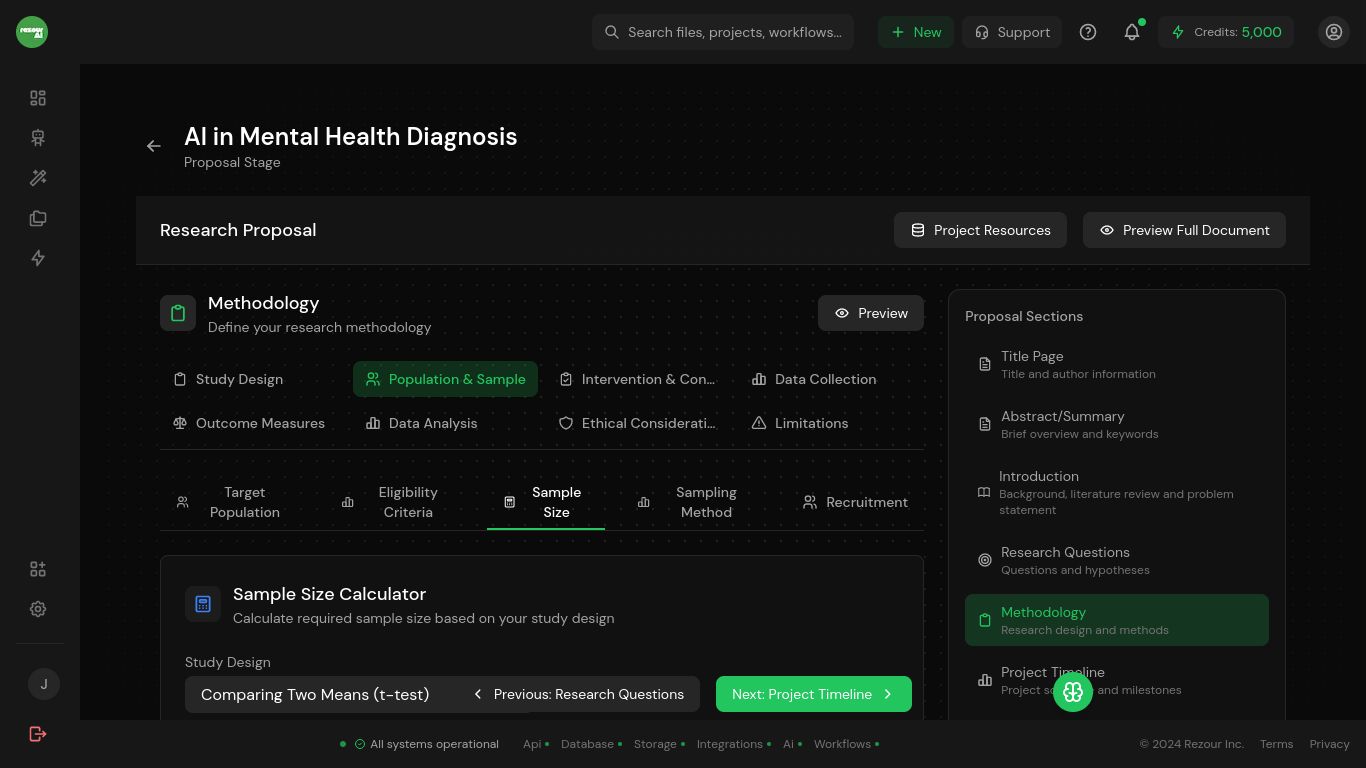 rezour
AI
Search files, projects, workflows...
New
Support
Credits: 5,000
AI in Mental Health Diagnosis
Proposal Stage
Research Proposal
Project Resources
Preview Full Document
Methodology
Define your research methodology
Preview
Study Design
Population & Sample
Intervention & Con...
Data Collection
Outcome Measures
Data Analysis
Ethical Considerati...
Limitations
Target
Population
Eligibility
Criteria
Sample
Size
Sampling
Method
Recruitment
Sample Size Calculator
Calculate required sample size based on your study design
Study Design
Comparing Two Means (t-test)
Previous: Research Questions
Next: Project Timeline
Proposal Sections
Title Page
Title and author information
Abstract/Summary
Brief overview and keywords
Introduction
Background, literature review and problem
statement
Research Questions
Questions and hypotheses
Methodology
Research design and methods
Project Timeline
Project and milestones
J
All systems operational
Api
Database
Storage
Integrations
Ai
Workflows
© 2024 Rezour Inc.
Terms
Privacy